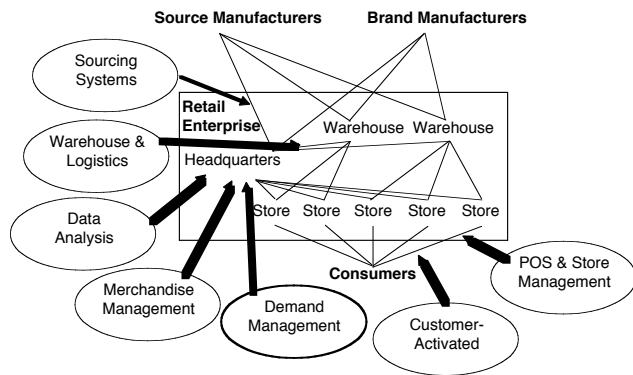 Source Manufacturers
Brand Manufacturers
Sourcing
Systems
Retail
Enterprise
Warehouse
Warehouse
Warehouse &
Logistics
Headquarters
Data
Analysis
Store
Store
Store
Store
Store
Consumers
POS & Store
Management
Merchandise
Management
Demand
Management
Customer-
Activated